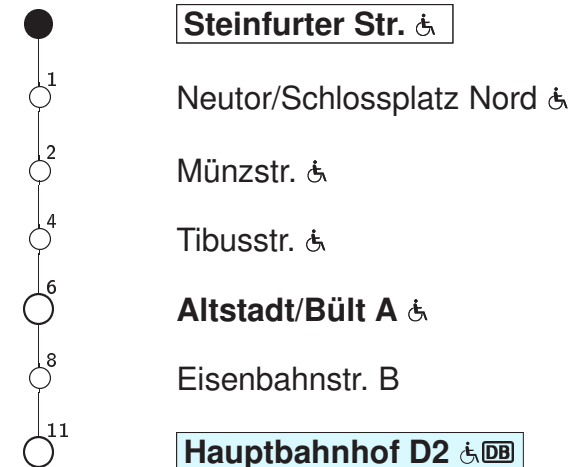 Steinfurter Str.
1 Neutor/Schlossplatz Nord
2 Münzstr.
4 Tibusstr.
6 Altstadt/Bült A
8 Eisenbahnstr. B
11 Hauptbahnhof D2 DB